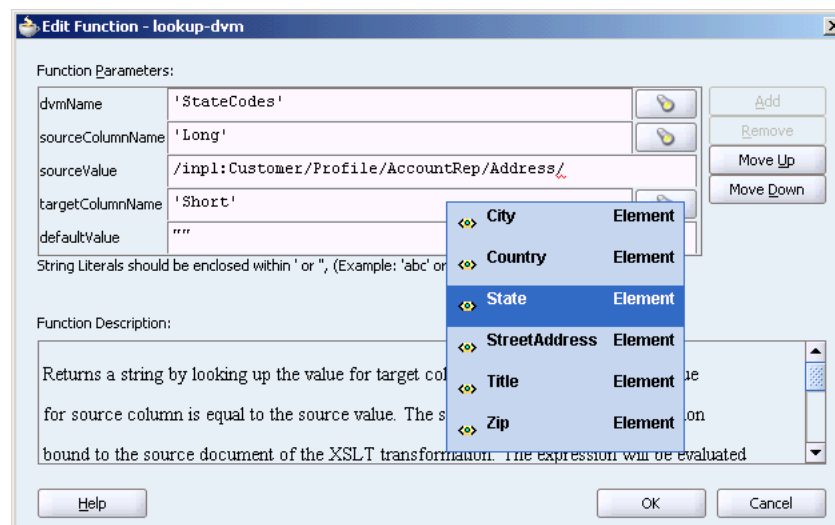 Edit Function - lookup-dvm
Function Parameters:
dvmName 'StateCodes'
Add
sourceColumnName 'Long'
Remove
sourceValue /inp1:Customer/Profile/AccountRep/Address/
Move Up
targetColumnName 'Short'
Move Down
defaultValue ""
String Literals should be enclosed within ' or ", (Example: 'abc' or
City Element
Country Element
State Element
StreetAddress Element
Title Element
Zip Element
Function Description:
Returns a string by looking up the value for target col
for source column is equal to the source value. The s
bound to the source document of the XSLT transformation. The expression will be evaluated
Help
OK
Cancel